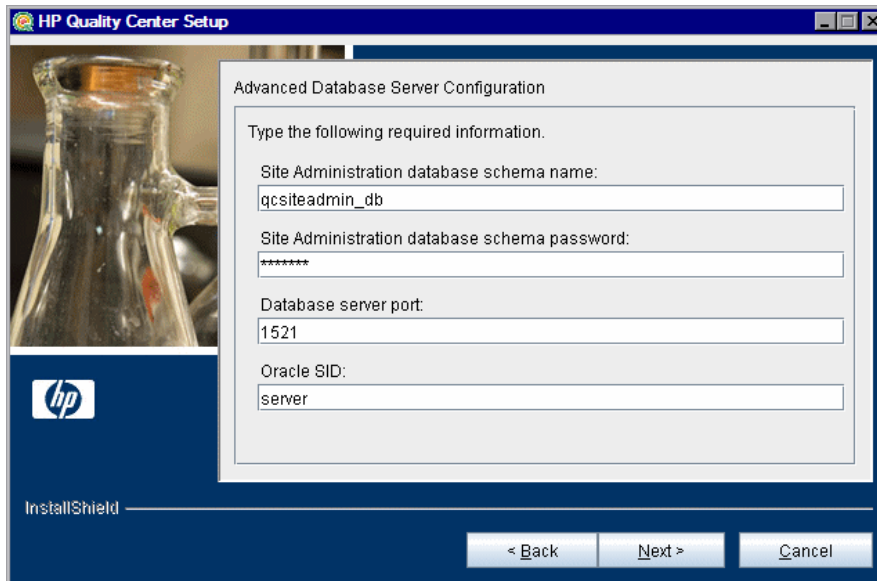 HP Quality Center Setup
Advanced Database Server Configuration
Type the following required information.
Site Administration database schema name:
qcsiteadmin_db
Site Administration database schema password:
*******
Database server port:
1521
Oracle SID:
server
hp
InstallShield
< Back
Next >
Cancel